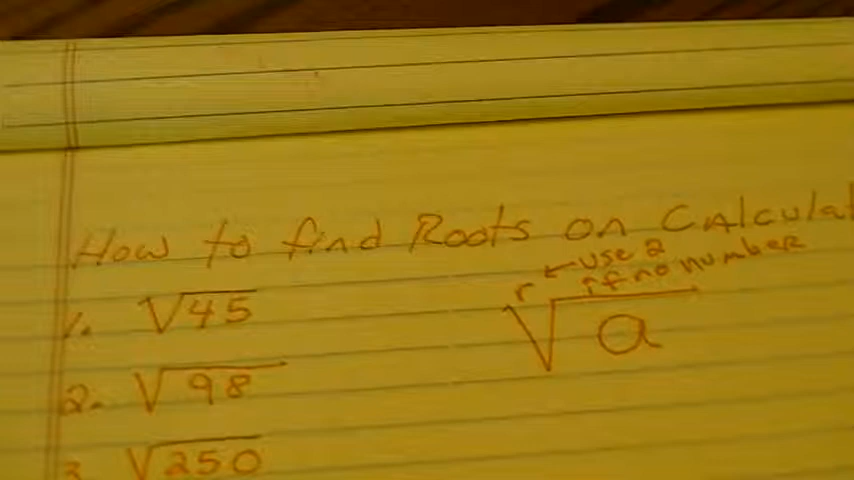 How to find Roots on Calculat
r ← use 2
if no number
√a
1. √45
2. √98
3 √250